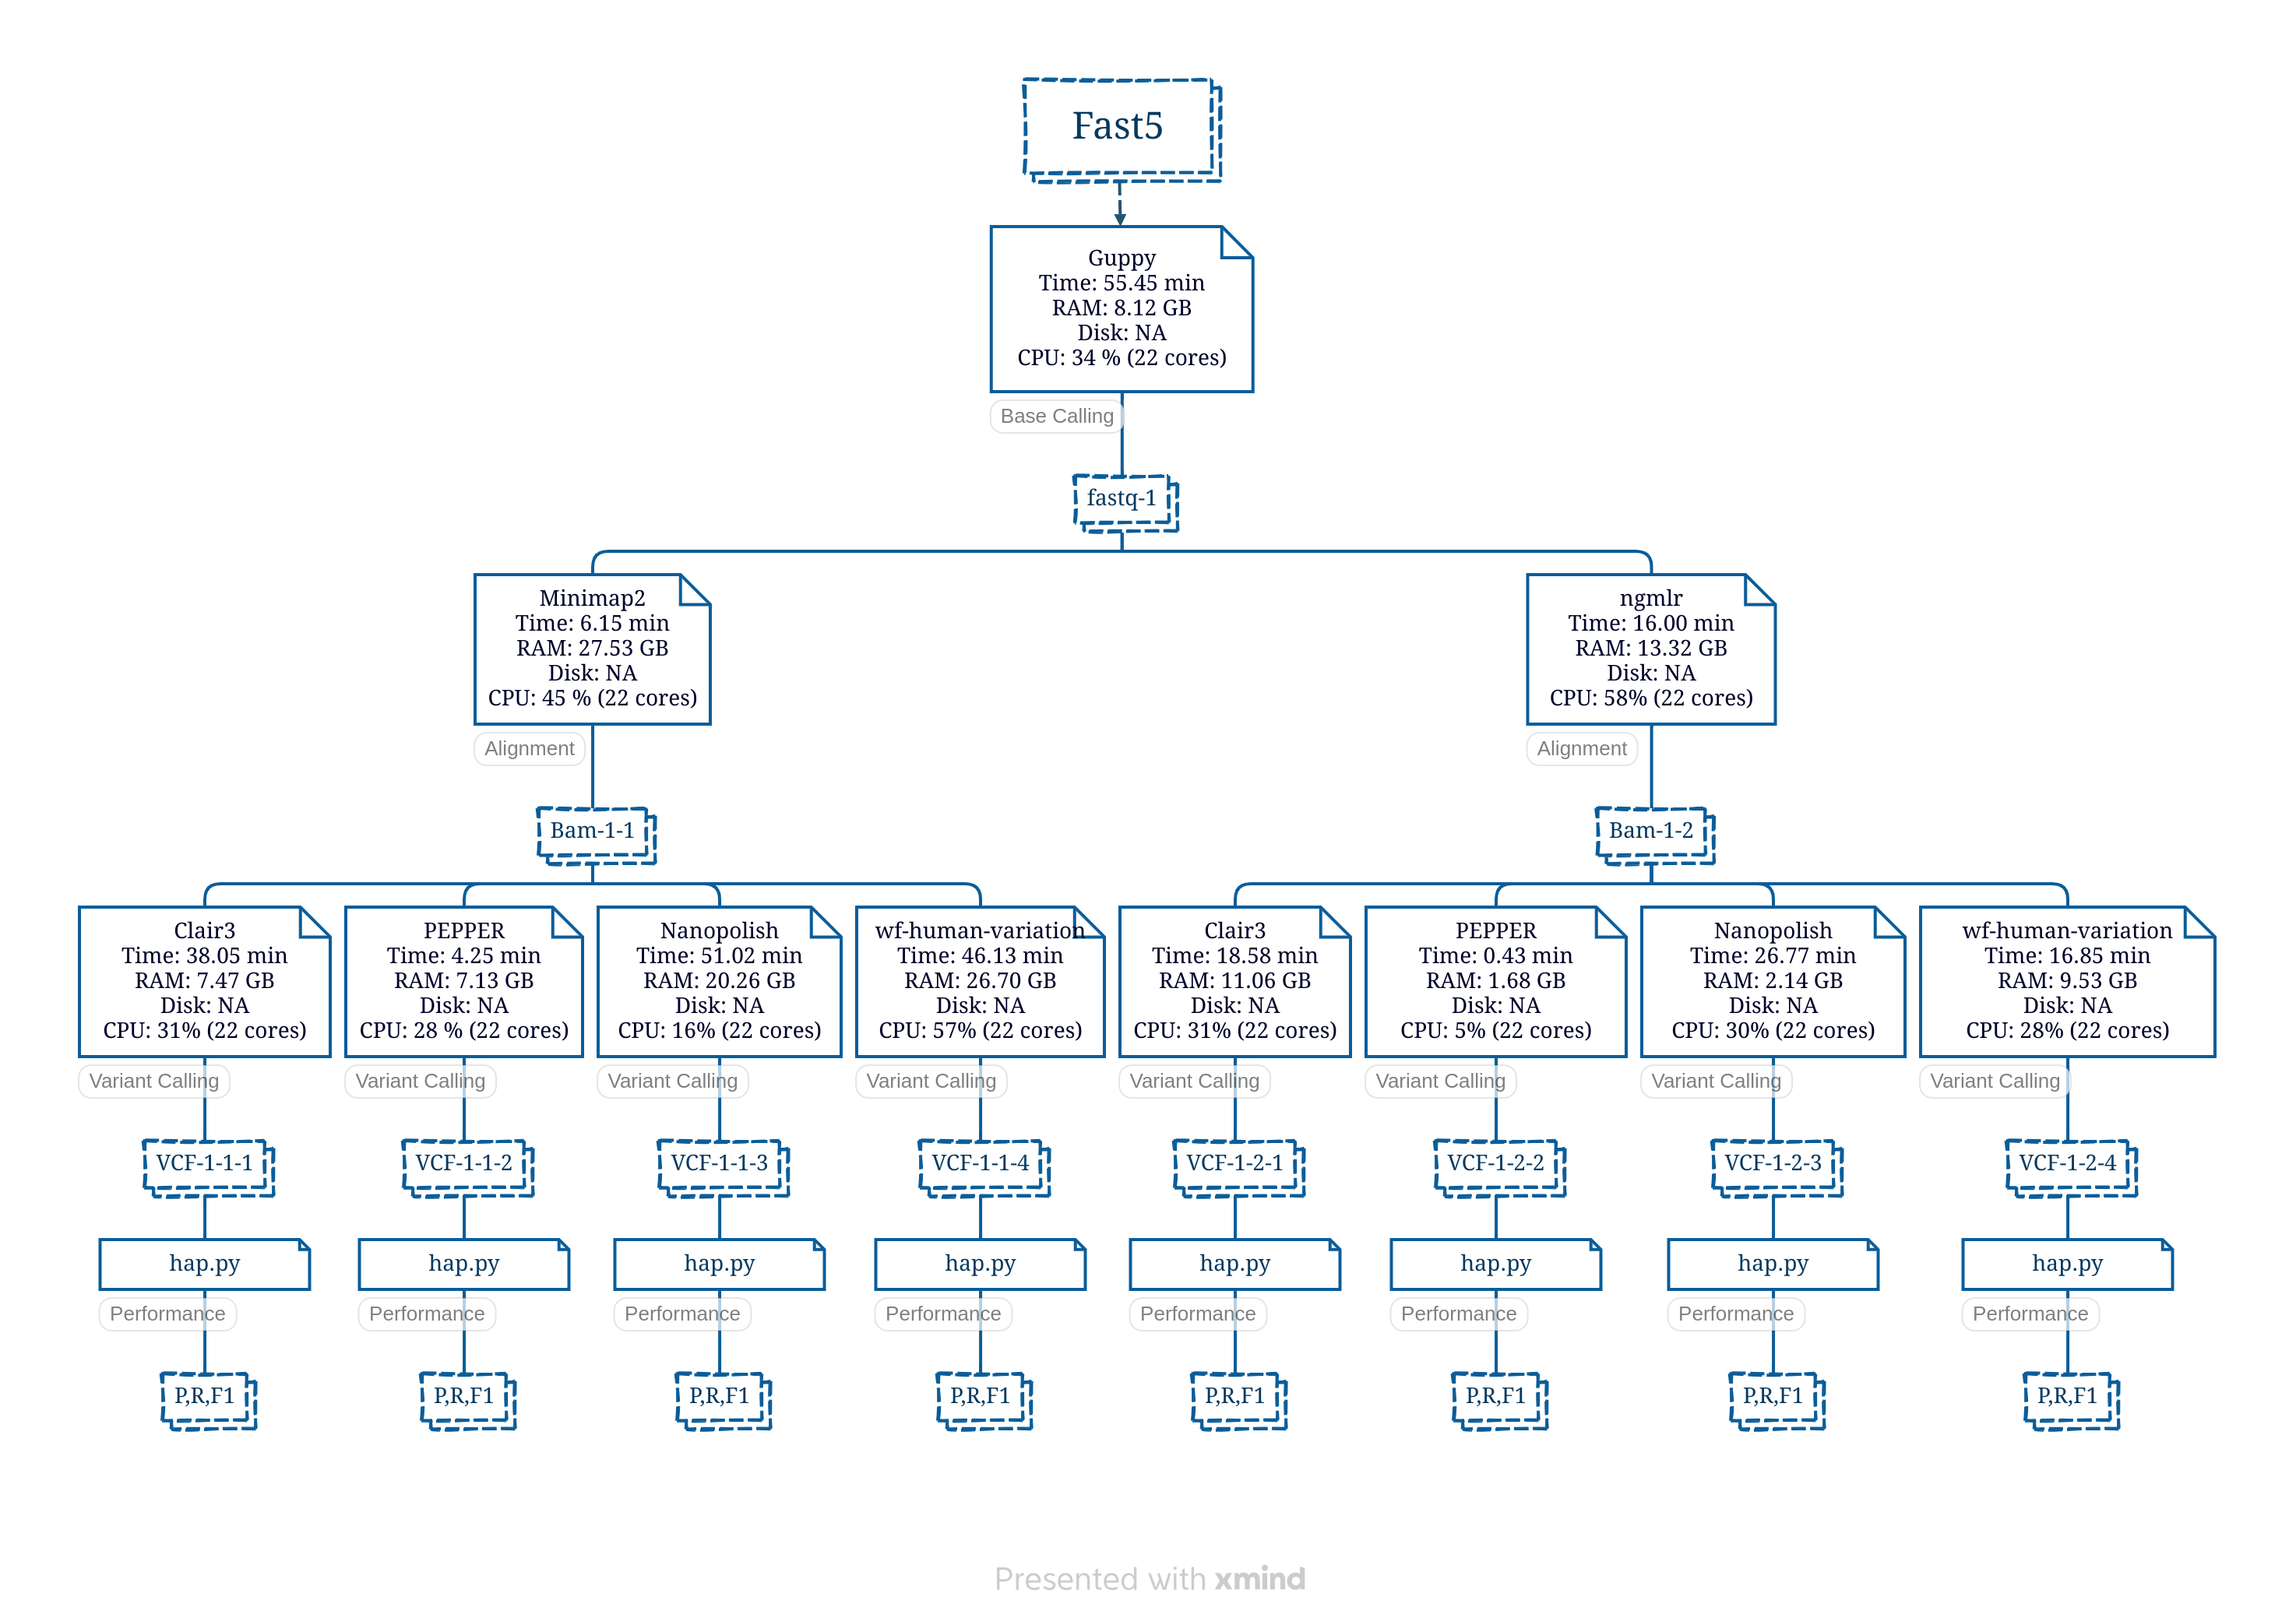 Fast5
Guppy
Time: 55.45 min
RAM: 8.12 GB
Disk: NA
CPU: 34 % (22 cores)
Base Calling
fastq-1
Minimap2
Time: 6.15 min
RAM: 27.53 GB
Disk: NA
CPU: 45 % (22 cores)
Alignment
ngmlr
Time: 16.00 min
RAM: 13.32 GB
Disk: NA
CPU: 58% (22 cores)
Alignment
Bam-1-1
Bam-1-2
Clair3
Time: 38.05 min
RAM: 7.47 GB
Disk: NA
CPU: 31% (22 cores)
Variant Calling
PEPPER
Time: 4.25 min
RAM: 7.13 GB
Disk: NA
CPU: 28 % (22 cores)
Variant Calling
Nanopolish
Time: 51.02 min
RAM: 20.26 GB
Disk: NA
CPU: 16% (22 cores)
Variant Calling
wf-human-variation
Time: 46.13 min
RAM: 26.70 GB
Disk: NA
CPU: 57% (22 cores)
Variant Calling
Clair3
Time: 18.58 min
RAM: 11.06 GB
Disk: NA
CPU: 31% (22 cores)
Variant Calling
PEPPER
Time: 0.43 min
RAM: 1.68 GB
Disk: NA
CPU: 5% (22 cores)
Variant Calling
Nanopolish
Time: 26.77 min
RAM: 2.14 GB
Disk: NA
CPU: 30% (22 cores)
Variant Calling
wf-human-variation
Time: 16.85 min
RAM: 9.53 GB
Disk: NA
CPU: 28% (22 cores)
Variant Calling
VCF-1-1-1
VCF-1-1-2
VCF-1-1-3
VCF-1-1-4
VCF-1-2-1
VCF-1-2-2
VCF-1-2-3
VCF-1-2-4
hap.py
hap.py
hap.py
hap.py
hap.py
hap.py
hap.py
hap.py
Performance
Performance
Performance
Performance
Performance
Performance
Performance
Performance
P,R,F1
P,R,F1
P,R,F1
P,R,F1
P,R,F1
P,R,F1
P,R,F1
P,R,F1
Presented with xmind